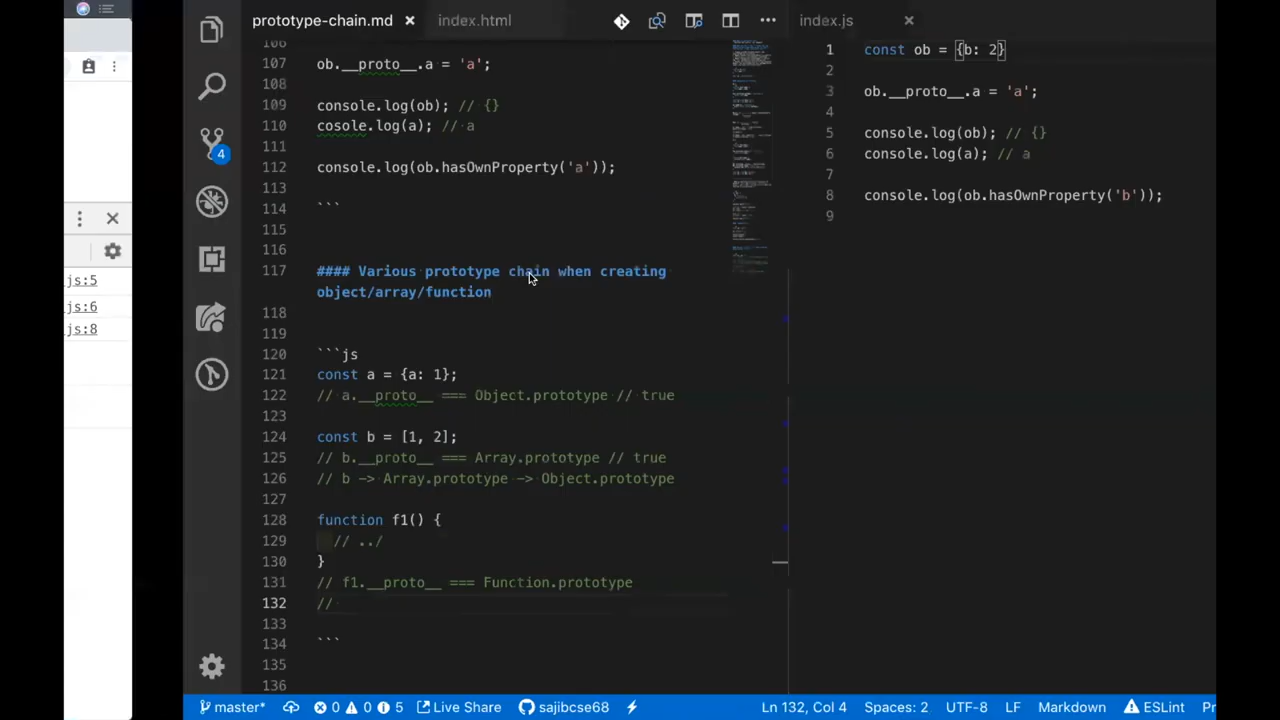 prototype-chain.md
index.html
index.js
106
107 ob.__proto__.a = 'a';
108
109 console.log(ob); // {}
110 cosole.log(a); // a
111
112 console.log(ob.hasOwnProperty('a'));
113
114 ```
115
116
117 #### Various prototype chain when creating
object/array/function
118
119
120 ```js
121 const a = {a: 1};
122 // a.__proto__ === Object.prototype // true
123
124 const b = [1, 2];
125 // b.__proto__ === Array.prototype // true
126 // b -> Array.prototype -> Object.prototype
127
128 function f1() {
129 // ../
130 }
131 // f1.__proto__ === Function.prototype
132 //
133
134 ```
135
136
1 const ob = {b: 2}
2
3 ob.__proto__.a = 'a';
4
5 console.log(ob); // {}
6 console.log(a); // a
7
8 console.log(ob.hasOwnProperty('b'));
9
js:5
js:6
js:8
4
master* 0 0 5 Live Share sajibcse68 Ln 132, Col 4 Spaces: 2 UTF-8 LF Markdown ESLint Pr